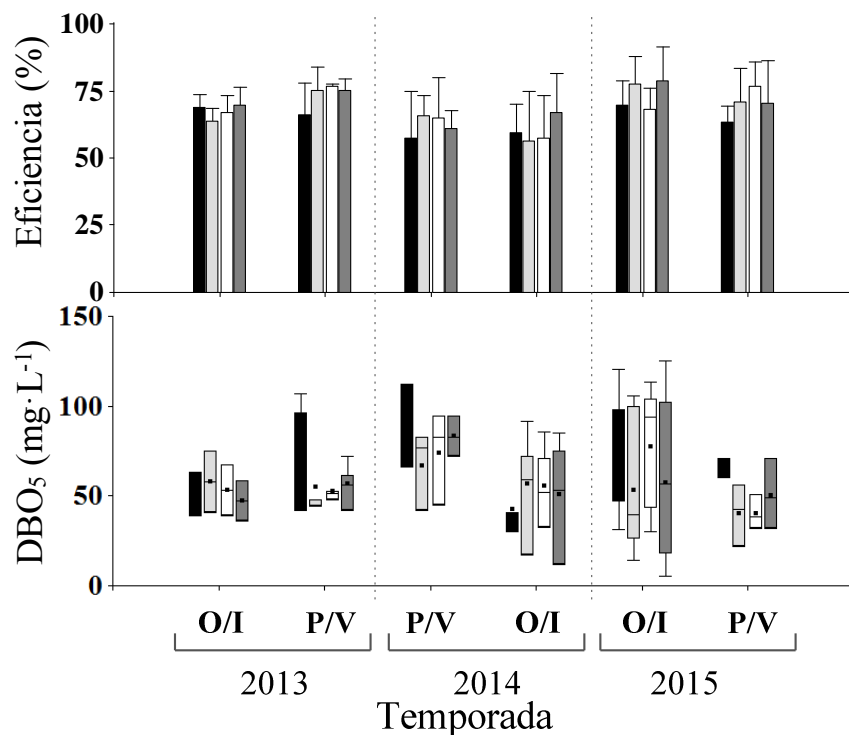 100
75
50
25
0
Eficiencia (%)
150
100
50
0
DBO₅ (mg·L⁻¹)
O/I P/V P/V O/I O/I P/V
2013 2014 2015
Temporada